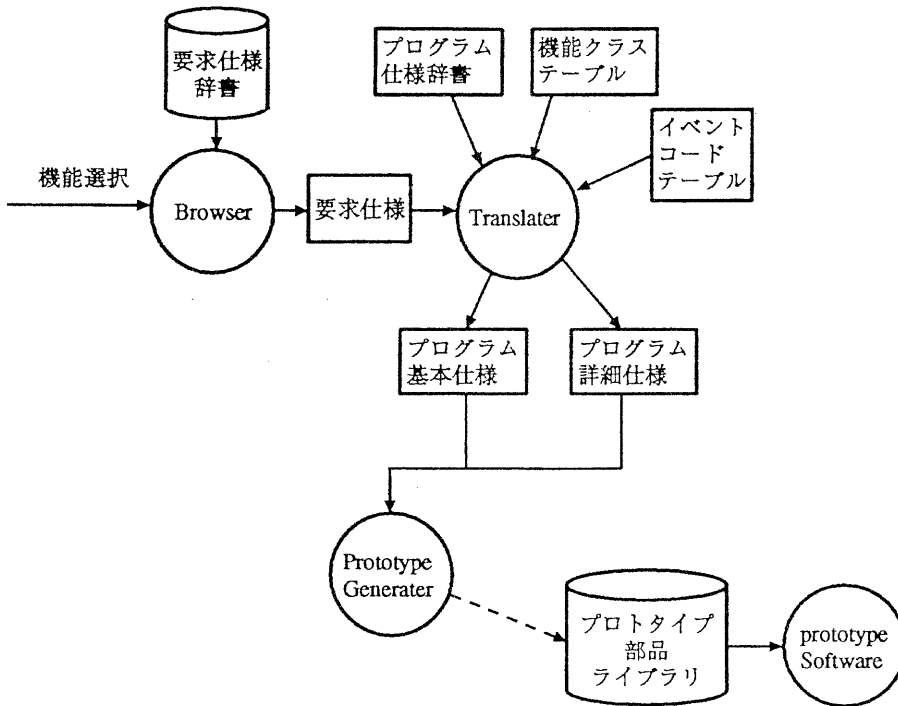 要求仕様
辞書
プログラム
仕様辞書
機能クラス
テーブル
イベント
コード
テーブル
機能選択
Browser
要求仕様
Translater
プログラム
基本仕様
プログラム
詳細仕様
Prototype
Generater
プロトタイプ
部品
ライブラリ
prototype
Software